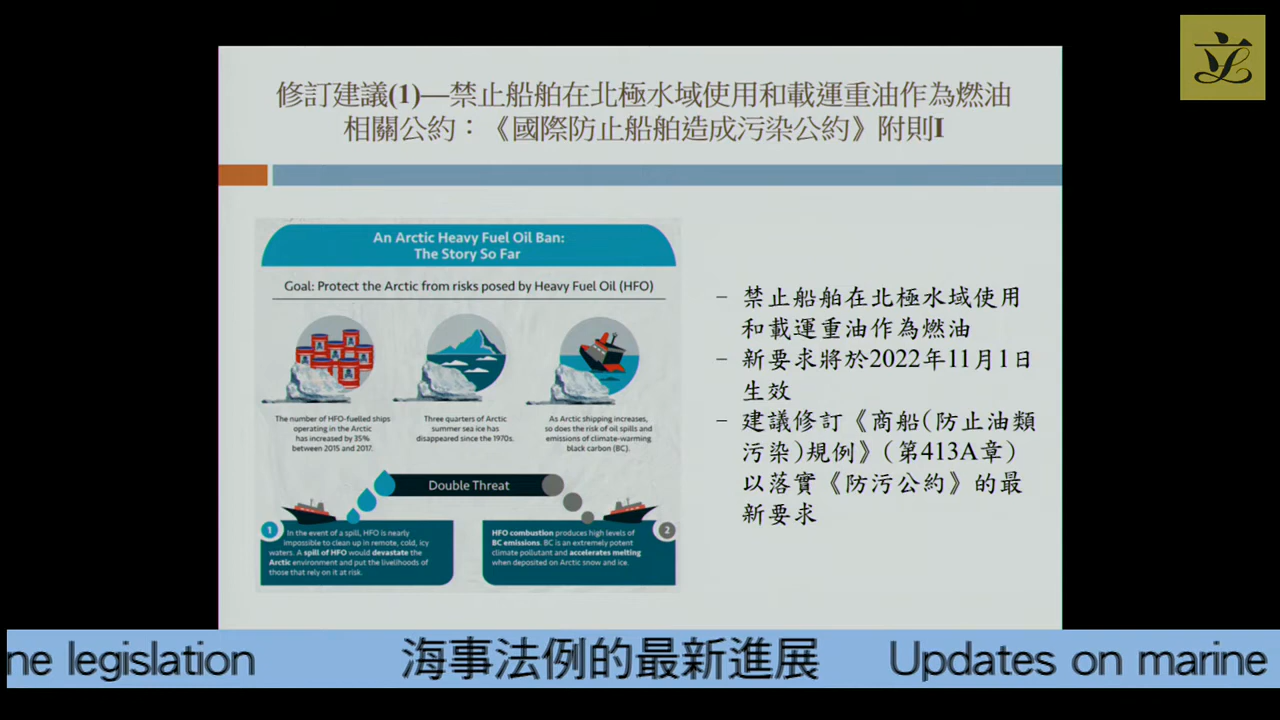 修訂建議(1)—禁止船舶在北極水域使用和載運重油作為燃油
相關公約：《國際防止船舶造成污染公約》附則I
An Arctic Heavy Fuel Oil Ban:
The Story So Far
Goal: Protect the Arctic from risks posed by Heavy Fuel Oil (HFO)
The number of HFO-fuelled ships
operating in the Arctic
has increased by 35%
between 2015 and 2017.
Three quarters of Arctic
summer sea ice has
disappeared since the 1970s.
As Arctic shipping increases,
so does the risk of oil spills and
emissions of climate-warming
black carbon (BC).
Double Threat
1
In the event of a spill, HFO is nearly
impossible to clean up in remote, cold, icy
waters. A spill of HFO would devastate the
Arctic environment and put the livelihoods of
those that rely on it at risk.
2
HFO combustion produces high levels of
BC emissions. BC is an extremely potent
climate pollutant and accelerates melting
when deposited on Arctic snow and ice.
– 禁止船舶在北極水域使用
和載運重油作為燃油
– 新要求將於2022年11月1日
生效
– 建議修訂《商船(防止油類
污染)規例》(第413A章)
以落實《防污公約》的最
新要求
ne legislation 海事法例的最新進展 Updates on marine